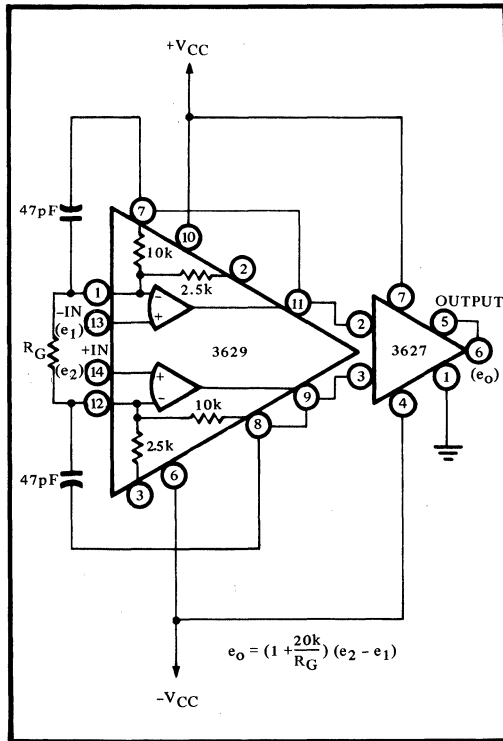 +VCC
47pF
7
10
10k
2
2.5k
1
-IN
(e1)
13
11
7
OUTPUT
2
5
RG
+IN
(e2)
14
3629
3627
6
(eo)
3
1
12
9
4
10k
8
2.5k
47pF
6
3
eo = (1 + 20k/RG) (e2 – e1)
-VCC